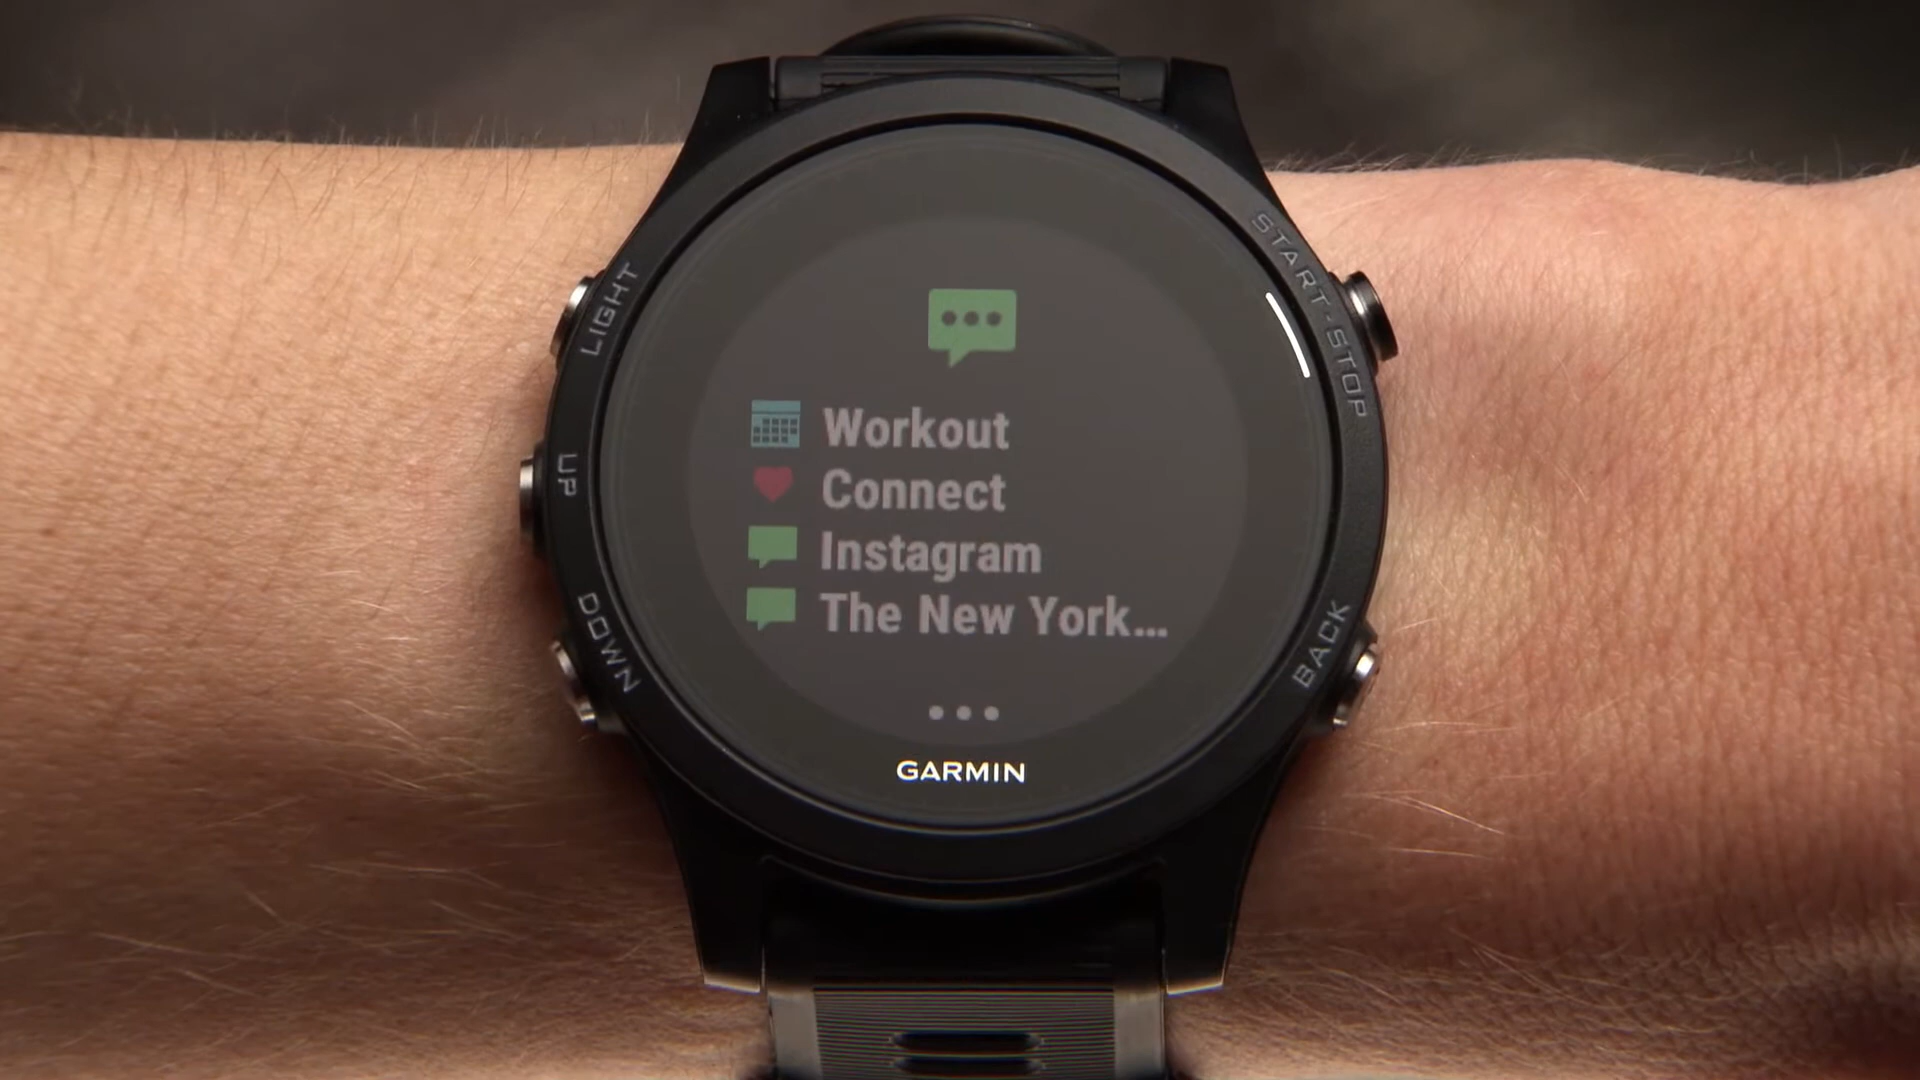 START·STOP
LIGHT
Workout
Connect
UP
Instagram
The New York...
DOWN
BACK
GARMIN